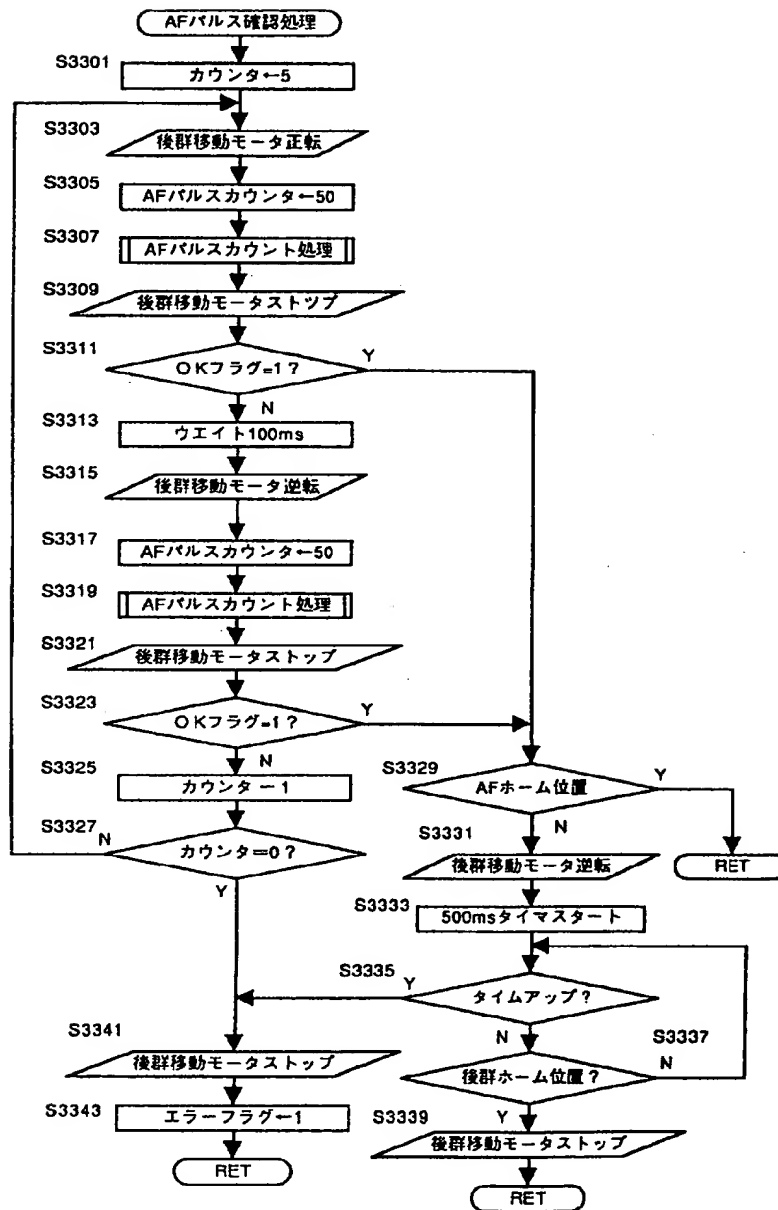 AFパルス確認処理
S3301
カウンタ←5
S3303
後群移動モータ正転
S3305
AFパルスカウンタ←50
S3307
AFパルスカウント処理
S3309
後群移動モータストツプ
S3311
OKフラグ=1?
Y
N
S3313
ウエイト100ms
S3315
後群移動モータ逆転
S3317
AFパルスカウンタ←50
S3319
AFパルスカウント処理
S3321
後群移動モータストップ
S3323
OKフラグ=1?
Y
N
S3325
カウンター1
S3327
カウンタ=0?
N
Y
S3329
AFホーム位置
Y
N
RET
S3331
後群移動モータ逆転
S3333
500msタイマスタート
S3335
タイムアップ?
Y
N
S3337
後群ホーム位置?
N
Y
S3339
後群移動モータストップ
RET
S3341
後群移動モータストップ
S3343
エラーフラグ←1
RET